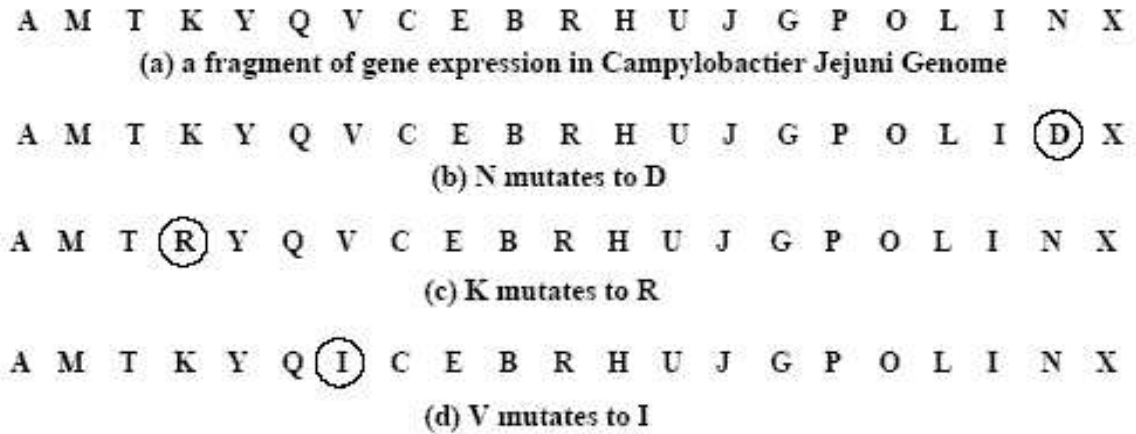 A M T K Y Q V C E B R H U J G P O L I N X
(a) a fragment of gene expression in Campylobactier Jejuni Genome
A M T K Y Q V C E B R H U J G P O L I D X
(b) N mutates to D
A M T R Y Q V C E B R H U J G P O L I N X
(c) K mutates to R
A M T K Y Q I C E B R H U J G P O L I N X
(d) V mutates to I